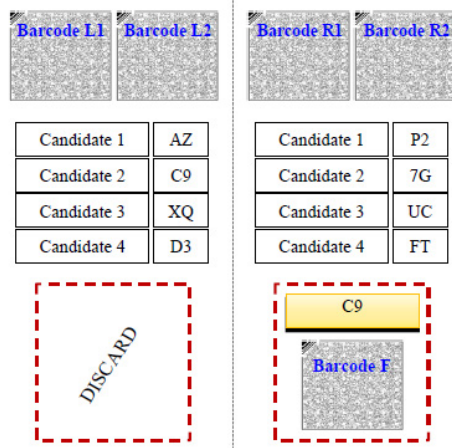 Barcode L1 Barcode L2 Barcode R1 Barcode R2
Candidate 1 AZ Candidate 1 P2
Candidate 2 C9 Candidate 2 7G
Candidate 3 XQ Candidate 3 UC
Candidate 4 D3 Candidate 4 FT
DISCARD
C9
Barcode F